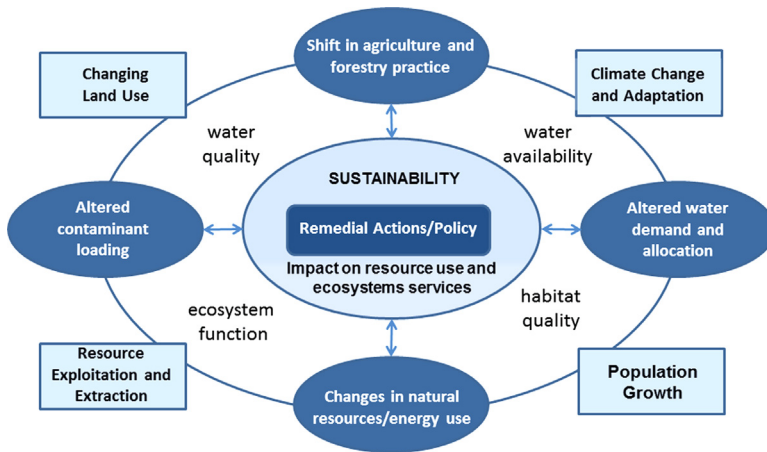 Shift in agriculture and
forestry practice
Changing
Land Use
Climate Change
and Adaptation
water
quality
water
availability
SUSTAINABILITY
Altered
contaminant
loading
Remedial Actions/Policy
Altered water
demand and
allocation
Impact on resource use and
ecosystems services
ecosystem
function
habitat
quality
Resource
Exploitation and
Extraction
Population
Growth
Changes in natural
resources/energy use